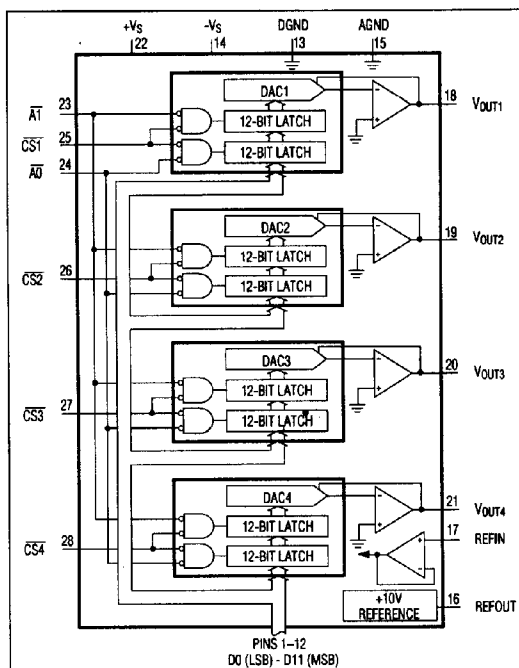 +VS
22
-VS
14
DGND
13
AGND
15
DAC1
18
VOUT1
A1
23
12-BIT LATCH
CS1
25
12-BIT LATCH
A0
24
DAC2
19
VOUT2
12-BIT LATCH
CS2
26
12-BIT LATCH
DAC3
20
VOUT3
12-BIT LATCH
CS3
27
12-BIT LATCH
DAC4
21
VOUT4
12-BIT LATCH
17
REFIN
CS4
28
12-BIT LATCH
+10V
REFERENCE
16
REFOUT
PINS 1–12
D0 (LSB) - D11 (MSB)